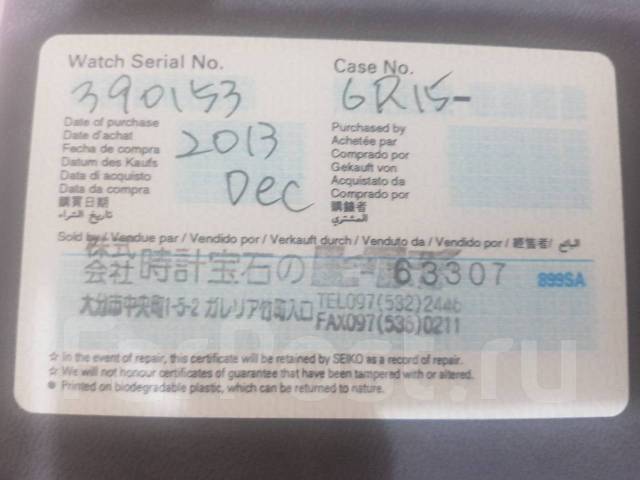 Watch Serial No.
390153
Case No.
6R15-
Date of purchase
Date d'achat
Fecha de compra
Datum des Kaufs
Data di acquisto
Data da compra
購買日期
تاريخ الشراء
2013
Dec
Purchased by
Achetée par
Comprado por
Gekauft von
Acquistato da
Comprado por
購錶者
المشتري
Sold by / Vendue par / Vendido por / Verkauft durch / Venduto da / Vendido por / 經售者 / البائع
株式
会社 時計宝石の 63307 899SA
大分市中央町1-5-2 ガレリア竹町入口 TEL097(532)2446
FAX097(536)0211
☆ In the event of repair, this certificate will be retained by SEIKO as a record of repair.
☆ We will not honour certificates of guarantee that have been tampered with or altered.
● Printed on biodegradable plastic, which can be returned to nature.
FarPost.ru